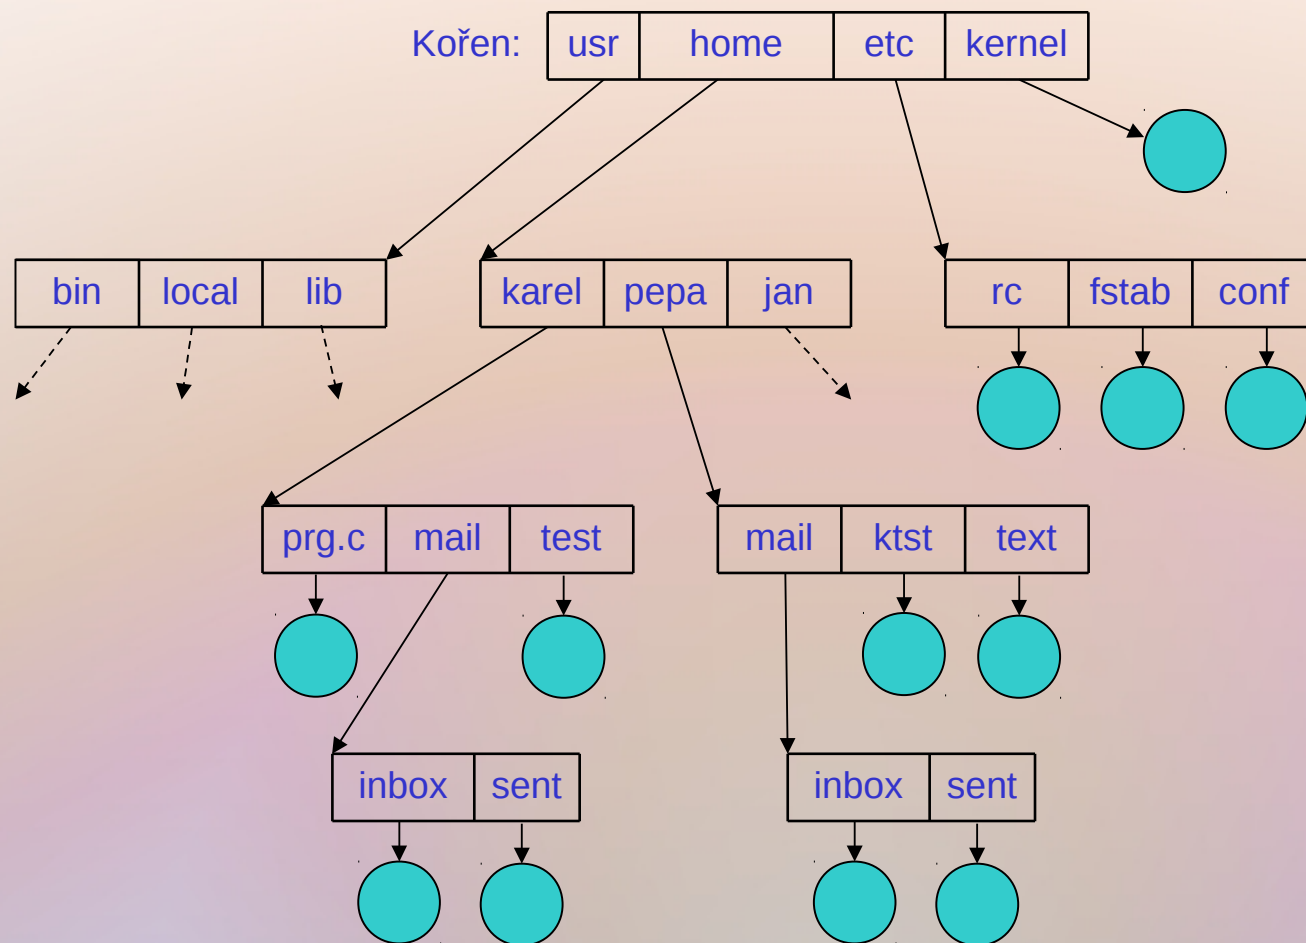 Kořen: usr home etc kernel
bin local lib karel pepa jan rc fstab conf
prg.c mail test mail ktst text
inbox sent inbox sent